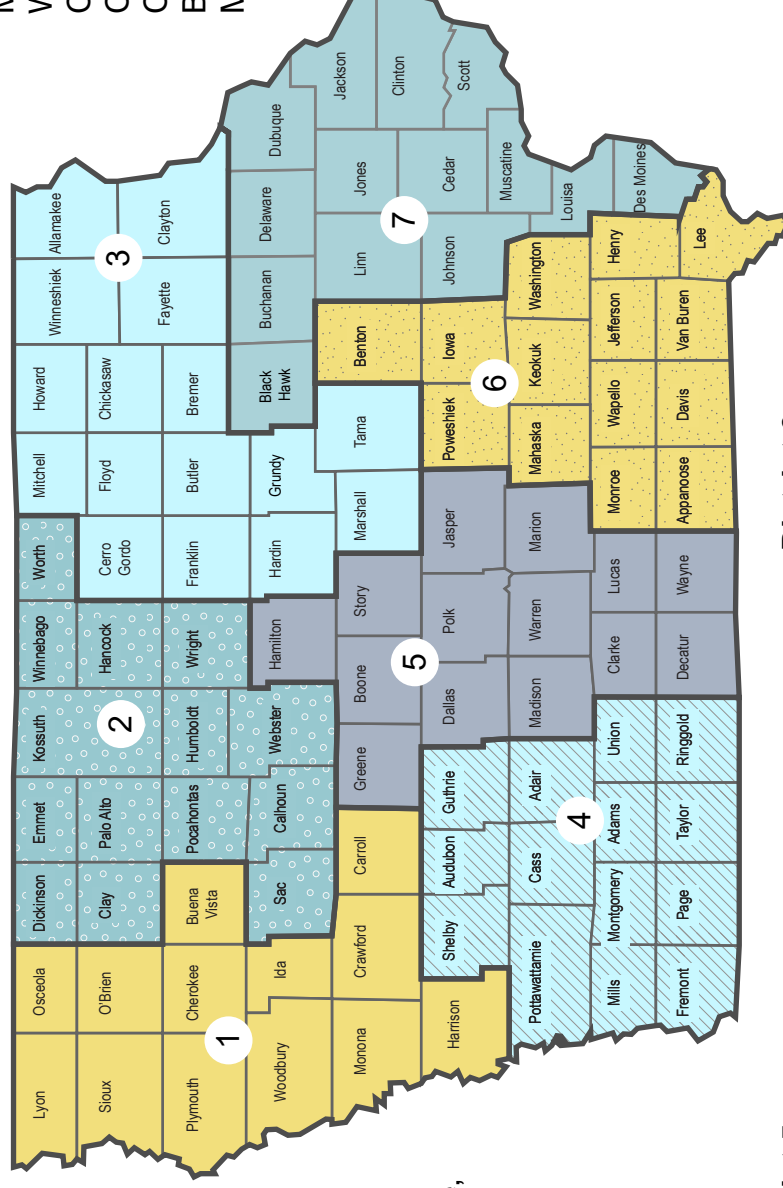 Lyon
Osceola
Dickinson
Emmet
Kossuth
Winnebago
Worth
Mitchell
Howard
Winneshiek
Allamakee
Sioux
O'Brien
Clay
Palo Alto
Hancock
Cerro
Gordo
Floyd
Chickasaw
2
3
Plymouth
Cherokee
Buena
Vista
Pocahontas
Humboldt
Wright
Franklin
Butler
Bremer
Fayette
Clayton
1
Woodbury
Ida
Sac
Calhoun
Webster
Hamilton
Hardin
Grundy
Black
Hawk
Buchanan
Delaware
Dubuque
Monona
Crawford
Carroll
Greene
Boone
Story
Marshall
Tama
Benton
Linn
Jones
Jackson
5
7
Harrison
Shelby
Audubon
Guthrie
Dallas
Polk
Jasper
Poweshiek
Iowa
Johnson
Cedar
Clinton
Scott
6
Muscatine
Pottawattamie
Cass
Adair
Madison
Warren
Marion
Mahaska
Keokuk
Washington
Louisa
4
Mills
Montgomery
Adams
Union
Clarke
Lucas
Monroe
Wapello
Jefferson
Henry
Des Moines
Fremont
Page
Taylor
Ringgold
Decatur
Wayne
Appanoose
Davis
Van Buren
Lee